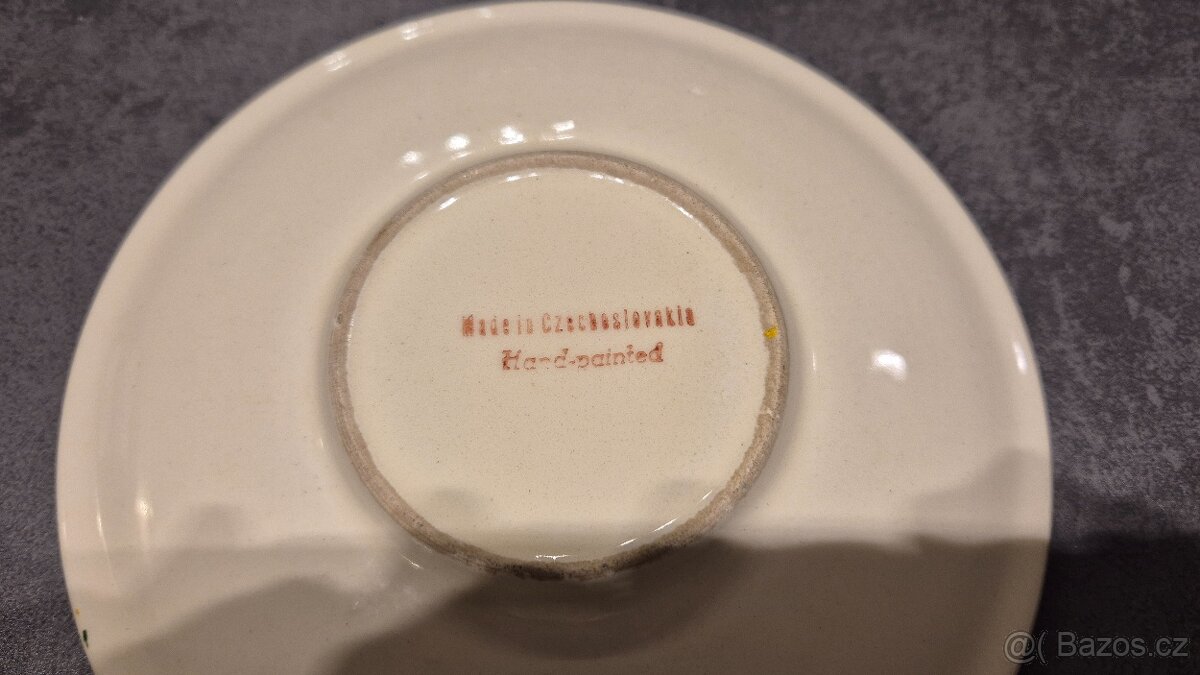 Made in Czechoslovakia
Hand-painted
@( Bazos.cz